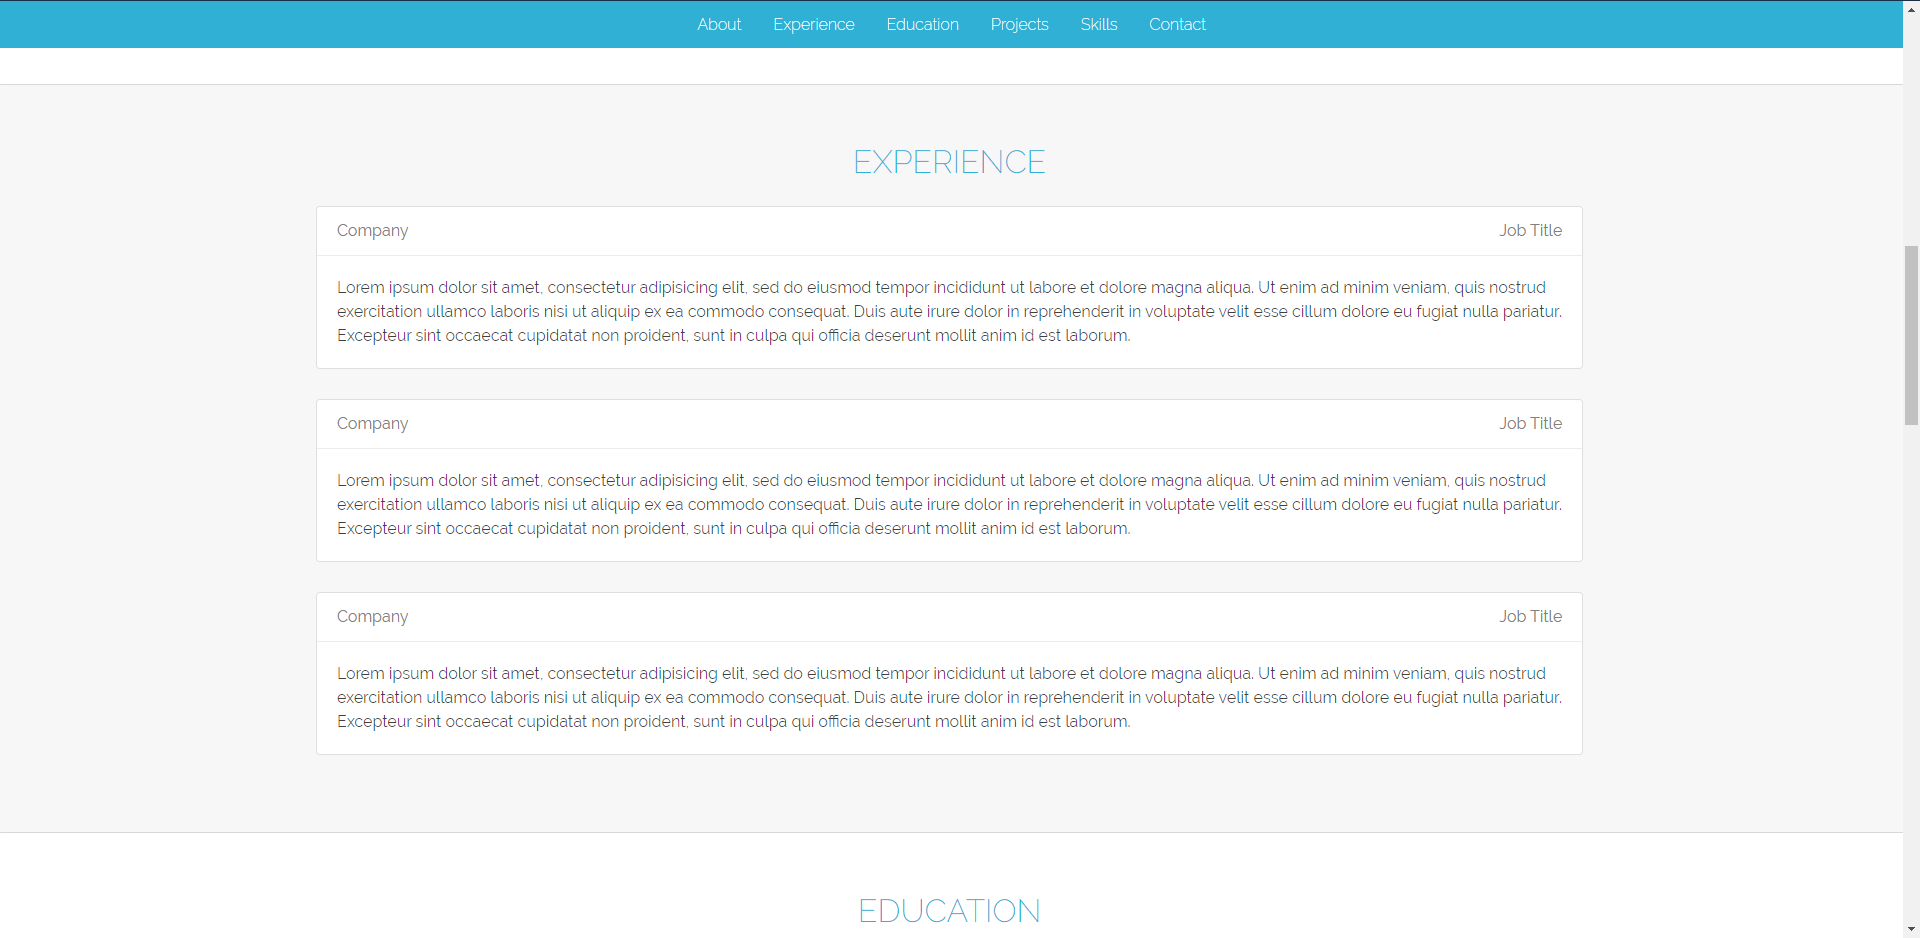 About Experience Education Projects Skills Contact
EXPERIENCE
Company Job Title
Lorem ipsum dolor sit amet, consectetur adipisicing elit, sed do eiusmod tempor incididunt ut labore et dolore magna aliqua. Ut enim ad minim veniam, quis nostrud
exercitation ullamco laboris nisi ut aliquip ex ea commodo consequat. Duis aute irure dolor in reprehenderit in voluptate velit esse cillum dolore eu fugiat nulla pariatur.
Excepteur sint occaecat cupidatat non proident, sunt in culpa qui officia deserunt mollit anim id est laborum.
Company Job Title
Lorem ipsum dolor sit amet, consectetur adipisicing elit, sed do eiusmod tempor incididunt ut labore et dolore magna aliqua. Ut enim ad minim veniam, quis nostrud
exercitation ullamco laboris nisi ut aliquip ex ea commodo consequat. Duis aute irure dolor in reprehenderit in voluptate velit esse cillum dolore eu fugiat nulla pariatur.
Excepteur sint occaecat cupidatat non proident, sunt in culpa qui officia deserunt mollit anim id est laborum.
Company Job Title
Lorem ipsum dolor sit amet, consectetur adipisicing elit, sed do eiusmod tempor incididunt ut labore et dolore magna aliqua. Ut enim ad minim veniam, quis nostrud
exercitation ullamco laboris nisi ut aliquip ex ea commodo consequat. Duis aute irure dolor in reprehenderit in voluptate velit esse cillum dolore eu fugiat nulla pariatur.
Excepteur sint occaecat cupidatat non proident, sunt in culpa qui officia deserunt mollit anim id est laborum.
EDUCATION